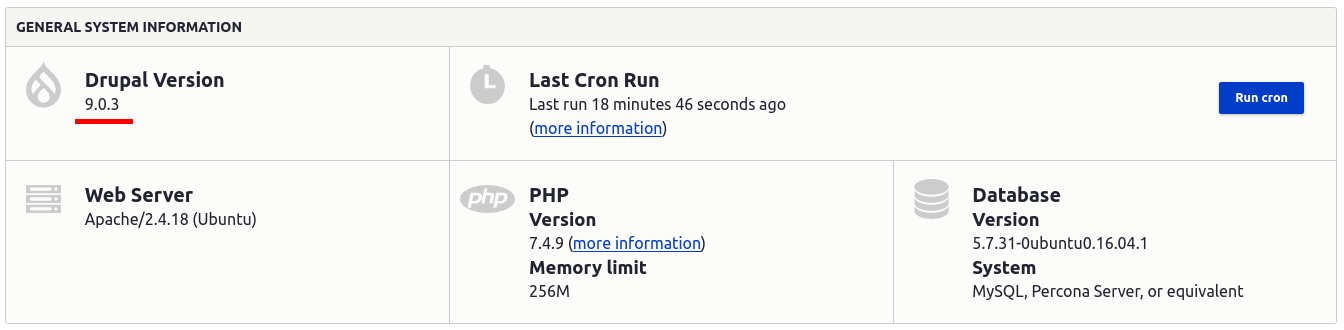 GENERAL SYSTEM INFORMATION
Drupal Version
9.0.3
Last Cron Run
Last run 18 minutes 46 seconds ago
(more information)
Run cron
Web Server
Apache/2.4.18 (Ubuntu)
php
PHP
Version
7.4.9 (more information)
Memory limit
256M
Database
Version
5.7.31-0ubuntu0.16.04.1
System
MySQL, Percona Server, or equivalent